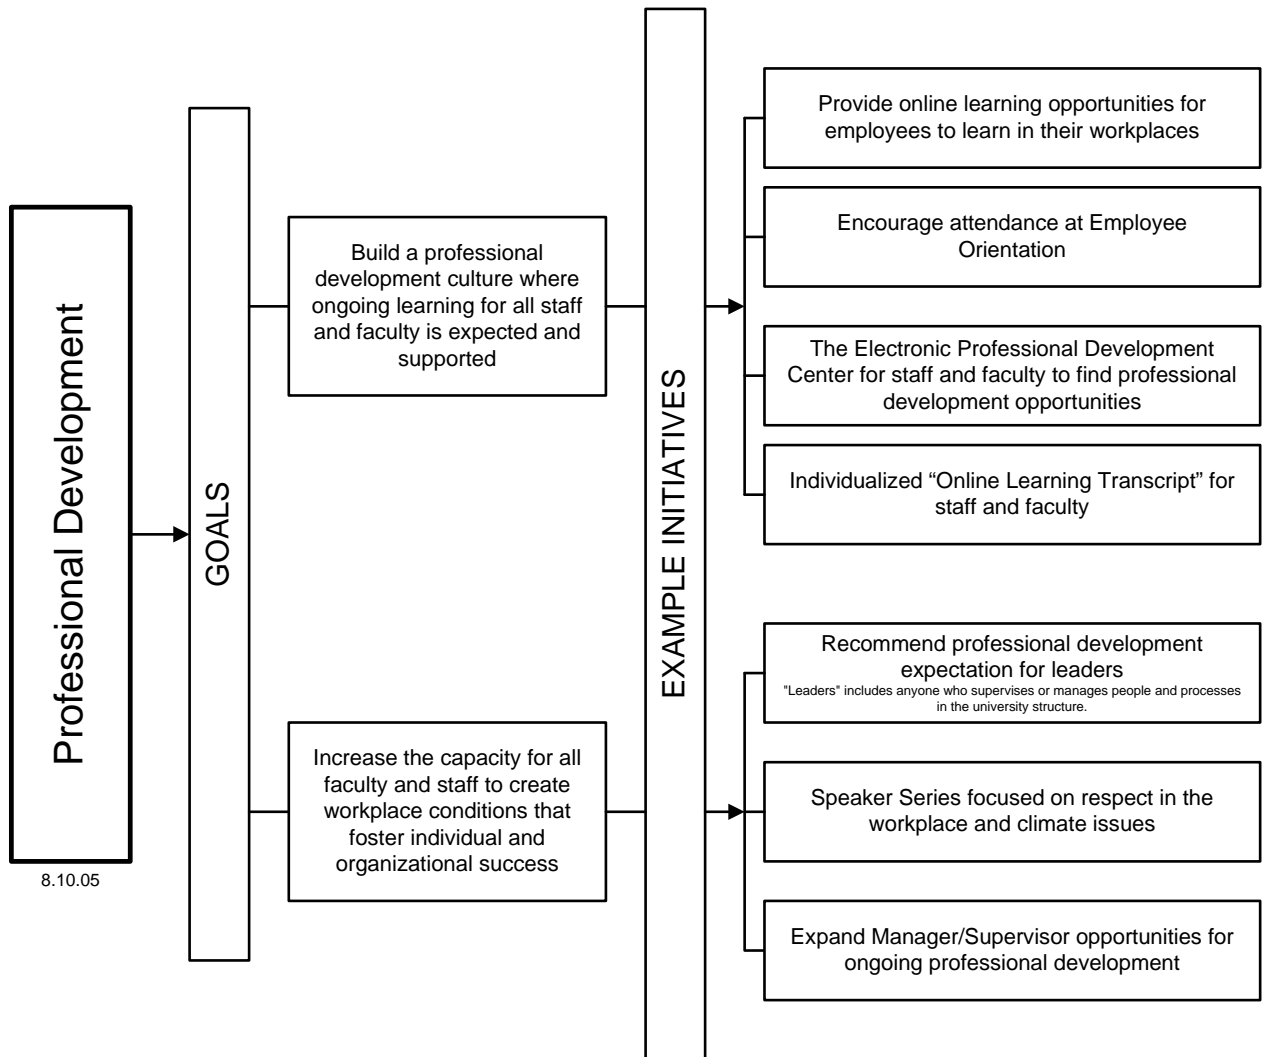 Professional Development
8.10.05
GOALS
Build a professional
development culture where
ongoing learning for all staff
and faculty is expected and
supported
Increase the capacity for all
faculty and staff to create
workplace conditions that
foster individual and
organizational success
EXAMPLE INITIATIVES
Provide online learning opportunities for
employees to learn in their workplaces
Encourage attendance at Employee
Orientation
The Electronic Professional Development
Center for staff and faculty to find professional
development opportunities
Individualized “Online Learning Transcript” for
staff and faculty
Recommend professional development
expectation for leaders
"Leaders" includes anyone who supervises or manages people and processes
in the university structure.
Speaker Series focused on respect in the
workplace and climate issues
Expand Manager/Supervisor opportunities for
ongoing professional development